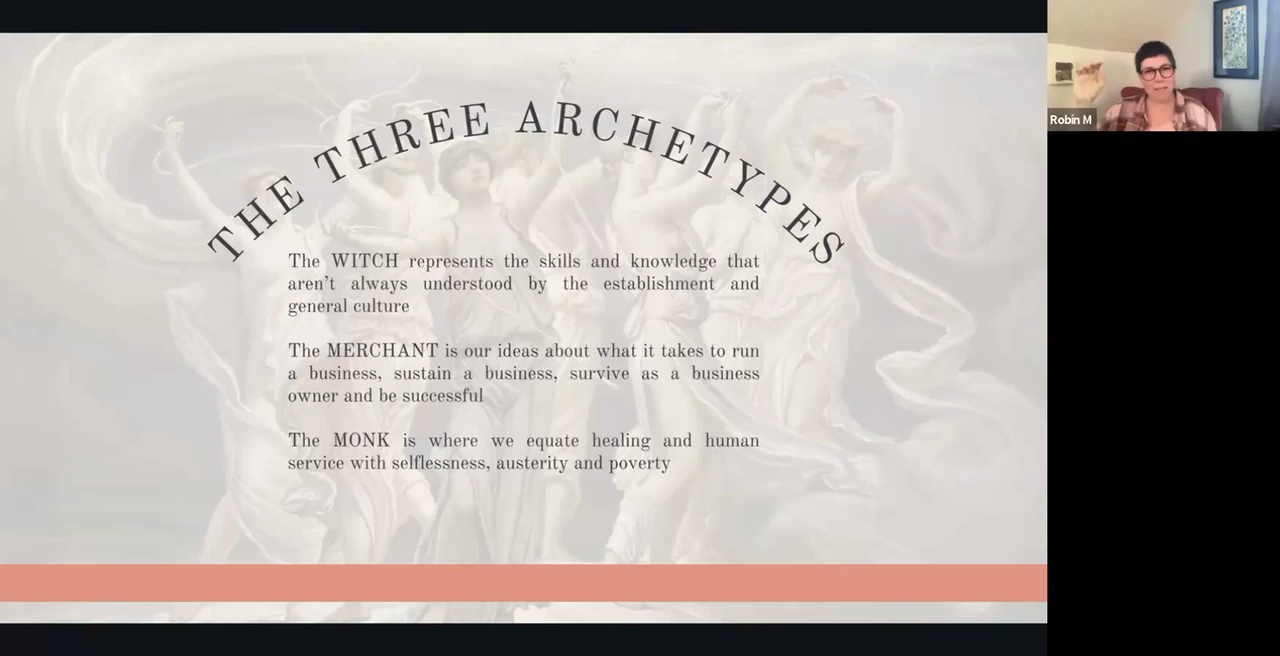 THE THREE ARCHETYPES
The WITCH represents the skills and knowledge that
aren't always understood by the establishment and
general culture
The MERCHANT is our ideas about what it takes to run
a business, sustain a business, survive as a business
owner and be successful
The MONK is where we equate healing and human
service with selflessness, austerity and poverty
Robin M